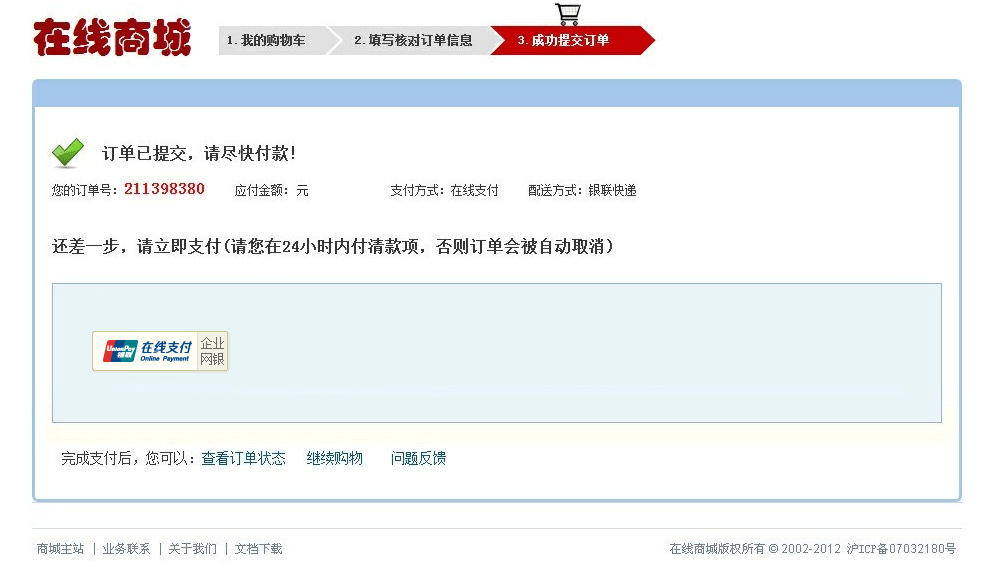 在线商城
1.我的购物车 2.填写核对订单信息 3.成功提交订单
订单已提交，请尽快付款！
您的订单号：211398380 应付金额：元 支付方式：在线支付 配送方式：银联快递
还差一步，请立即支付(请您在24小时内付清款项，否则订单会被自动取消)
UnionPay 银联 在线支付 Online Payment 企业网银
完成支付后，您可以：查看订单状态 继续购物 问题反馈
商城主站 | 业务联系 | 关于我们 | 文档下载 在线商城版权所有 © 2002-2012 沪ICP备07032180号